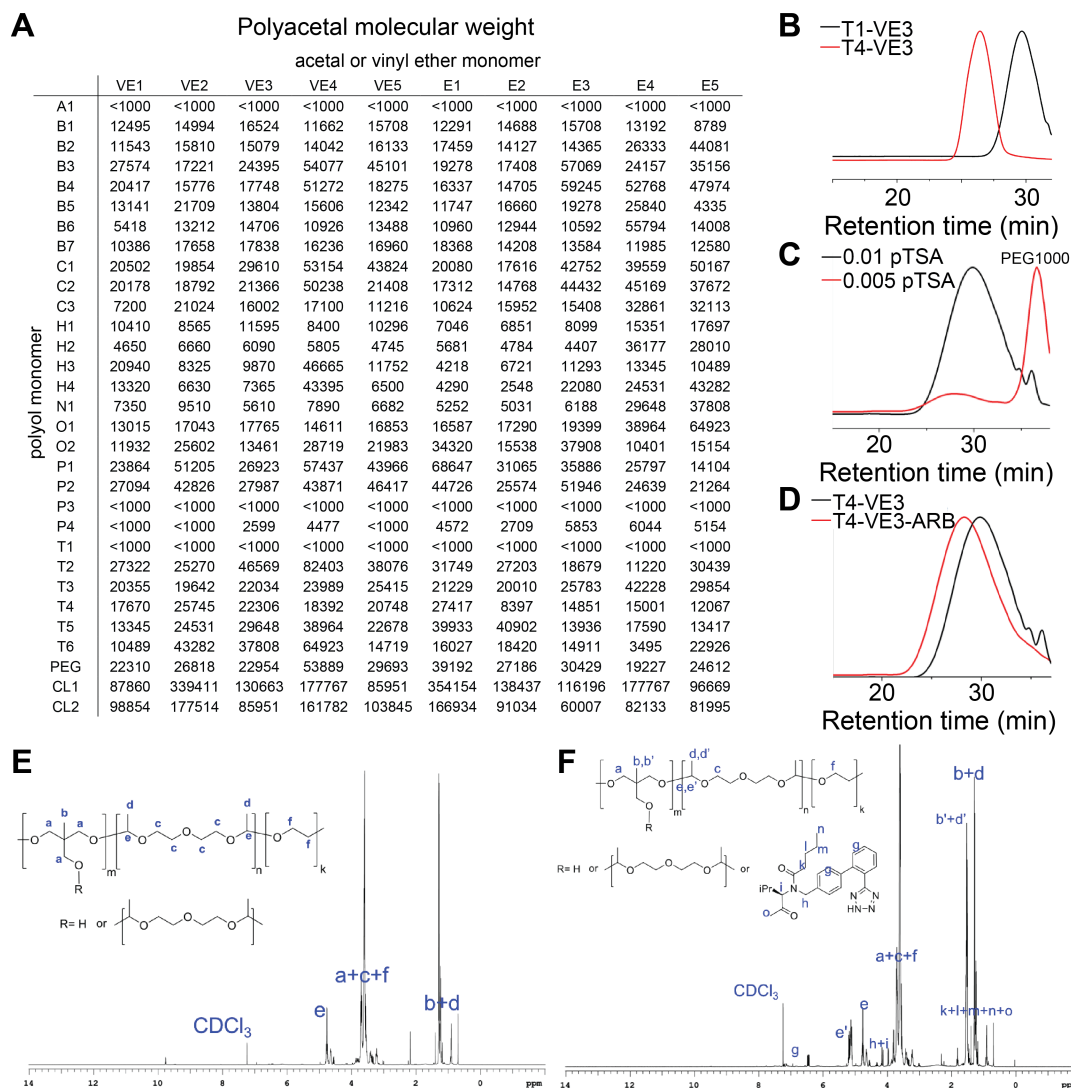 A
Polyacetal molecular weight
acetal or vinyl ether monomer
VE1 VE2 VE3 VE4 VE5 E1 E2 E3 E4 E5
polyol monomer
A1 <1000 <1000 <1000 <1000 <1000 <1000 <1000 <1000 <1000 <1000
B1 12495 14994 16524 11662 15708 12291 14688 15708 13192 8789
B2 11543 15810 15079 14042 16133 17459 14127 14365 26333 44081
B3 27574 17221 24395 54077 45101 19278 17408 57069 24157 35156
B4 20417 15776 17748 51272 18275 16337 14705 59245 52768 47974
B5 13141 21709 13804 15606 12342 11747 16660 19278 25840 4335
B6 5418 13212 14706 10926 13488 10960 12944 10592 55794 14008
B7 10386 17658 17838 16236 16960 18368 14208 13584 11985 12580
C1 20502 19854 29610 53154 43824 20080 17616 42752 39559 50167
C2 20178 18792 21366 50238 21408 17312 14768 44432 45169 37672
C3 7200 21024 16002 17100 11216 10624 15952 15408 32861 32113
H1 10410 8565 11595 8400 10296 7046 6851 8099 15351 17697
H2 4650 6660 6090 5805 4745 5681 4784 4407 36177 28010
H3 20940 8325 9870 46665 11752 4218 6721 11293 13345 10489
H4 13320 6630 7365 43395 6500 4290 2548 22080 24531 43282
N1 7350 9510 5610 7890 6682 5252 5031 6188 29648 37808
O1 13015 17043 17765 14611 16853 16587 17290 19399 38964 64923
O2 11932 25602 13461 28719 21983 34320 15538 37908 10401 15154
P1 23864 51205 26923 57437 43966 68647 31065 35886 25797 14104
P2 27094 42826 27987 43871 46417 44726 25574 51946 24639 21264
P3 <1000 <1000 <1000 <1000 <1000 <1000 <1000 <1000 <1000 <1000
P4 <1000 <1000 2599 4477 <1000 4572 2709 5853 6044 5154
T1 <1000 <1000 <1000 <1000 <1000 <1000 <1000 <1000 <1000 <1000
T2 27322 25270 46569 82403 38076 31749 27203 18679 11220 30439
T3 20355 19642 22034 23989 25415 21229 20010 25783 42228 29854
T4 17670 25745 22306 18392 20748 27417 8397 14851 15001 12067
T5 13345 24531 29648 38964 22678 39933 40902 13936 17590 13417
T6 10489 43282 37808 64923 14719 16027 18420 14911 3495 22926
PEG 22310 26818 22954 53889 29693 39192 27186 30429 19227 24612
CL1 87860 339411 130663 177767 85951 354154 138437 116196 177767 96669
CL2 98854 177514 85951 161782 103845 166934 91034 60007 82133 81995
B
T1-VE3
T4-VE3
20 30
Retention time (min)
C
0.01 pTSA
0.005 pTSA
PEG1000
20 30
Retention time (min)
D
T4-VE3
T4-VE3-ARB
20 30
Retention time (min)
E
d d
a b a c c f
O O e O c O c O e O f
O
a
R
m n k
R= H or
O O O
CDCl3
e
a+c+f
b+d
14 12 10 8 6 4 2 0 ppm
F
b,b' d,d'
a c f
O O e,e' O O O O
O
R
m n k
R= H or
O O O
or
n
l m
O k g g
iPr i N
h
o O
N N
HN-N
CDCl3
g
e'
e
h+i
a+c+f
b'+d'
b+d
k+l+m+n+o
14 12 10 8 6 4 2 0 ppm